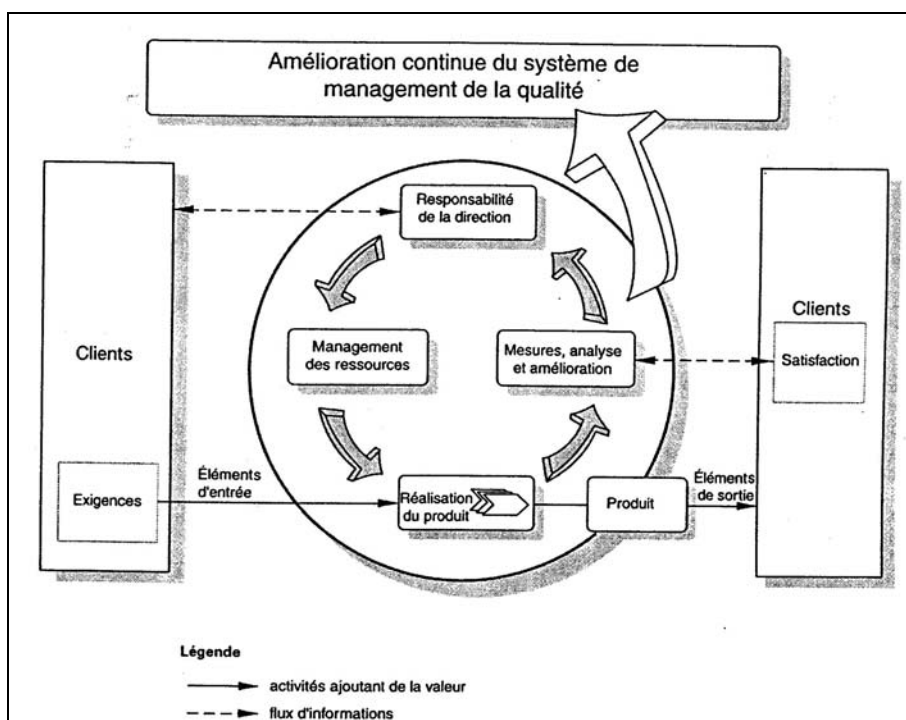 Amélioration continue du système de
management de la qualité
Responsabilité
de la direction
Clients
Clients
Management
des ressources
Mesures, analyse
et amélioration
Satisfaction
Éléments
d'entrée
Éléments
de sortie
Exigences
Réalisation
du produit
Produit
Légende
activités ajoutant de la valeur
flux d'informations